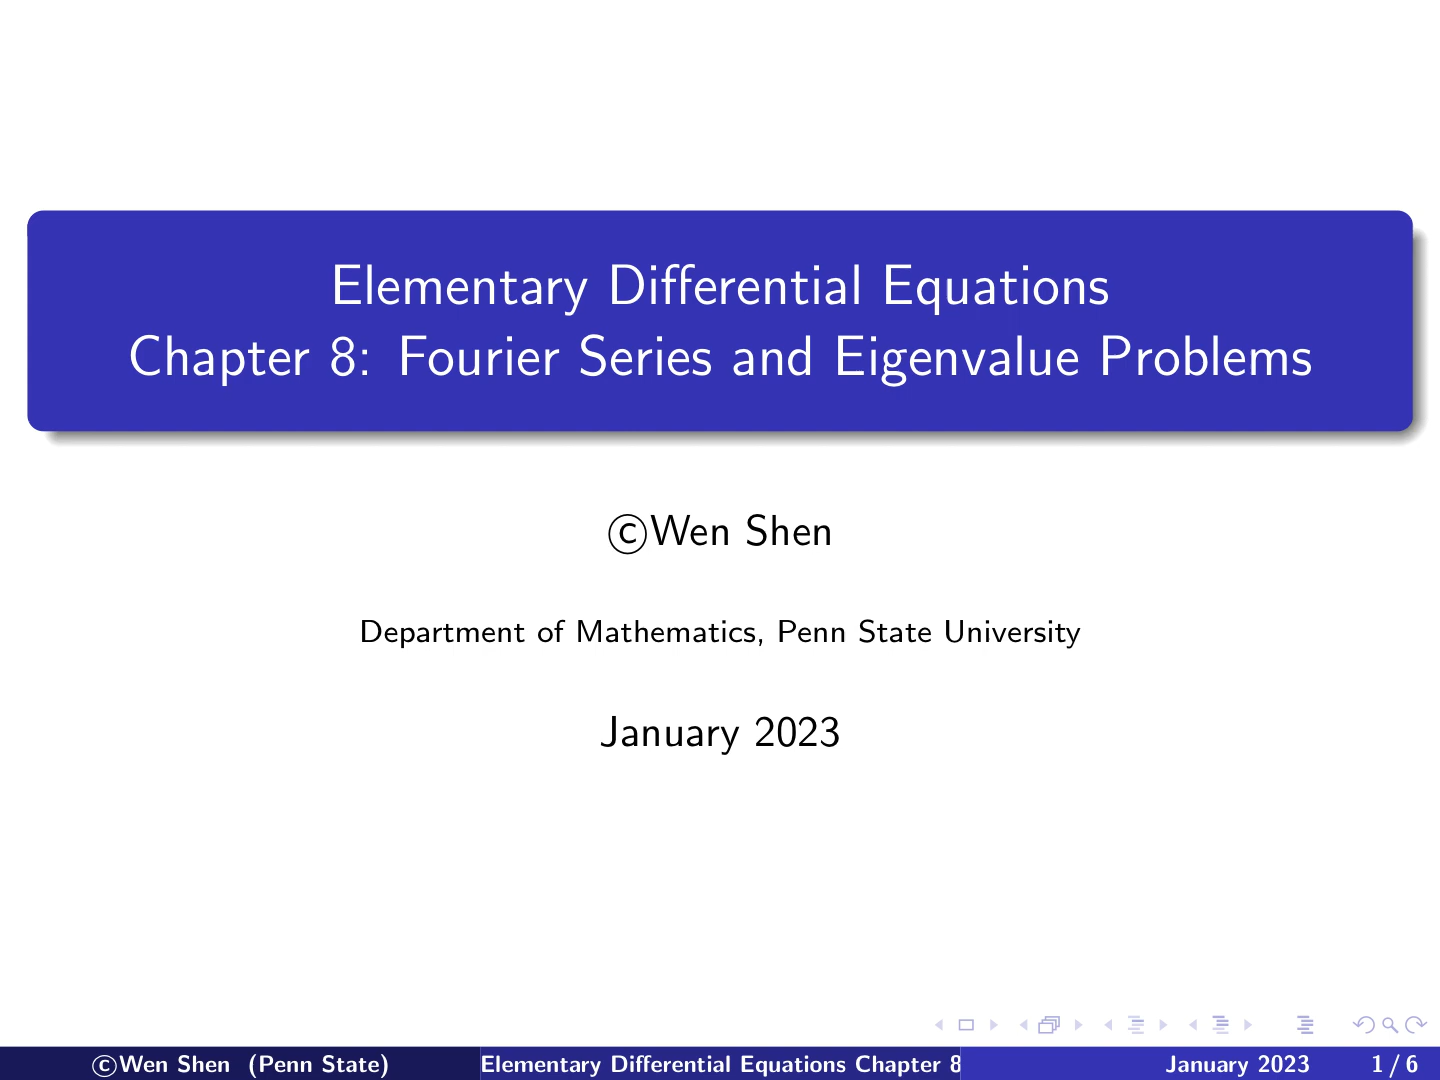 Elementary Differential Equations
Chapter 8: Fourier Series and Eigenvalue Problems
©Wen Shen
Department of Mathematics, Penn State University
January 2023
©Wen Shen (Penn State)
Elementary Differential Equations Chapter 8
January 2023
1 / 6